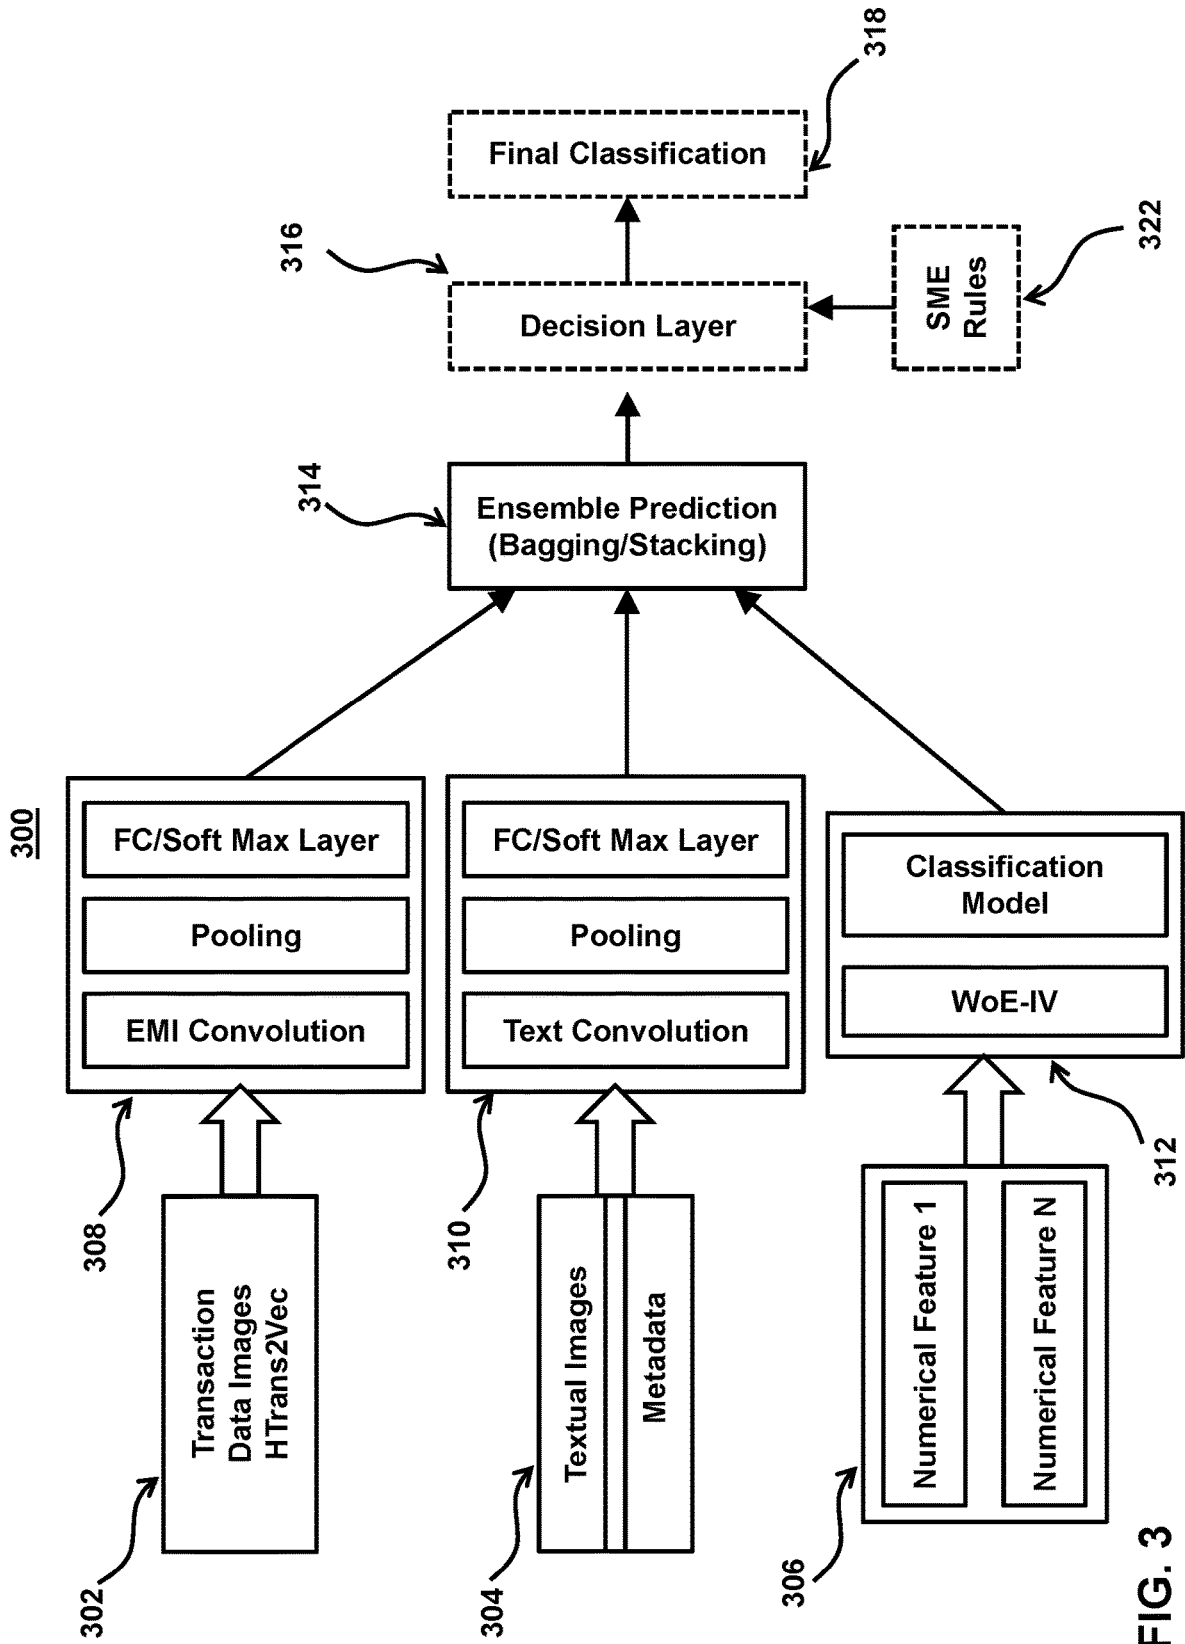 300
318
Final Classification
316
322
SME
Rules
Decision Layer
314
Ensemble Prediction
(Bagging/Stacking)
FC/Soft Max Layer
Pooling
EMI Convolution
308
FC/Soft Max Layer
Pooling
Text Convolution
310
Classification
Model
WoE-IV
312
Transaction
Data Images
HTrans2Vec
302
Textual Images
Metadata
304
Numerical Feature 1
Numerical Feature N
306
FIG. 3